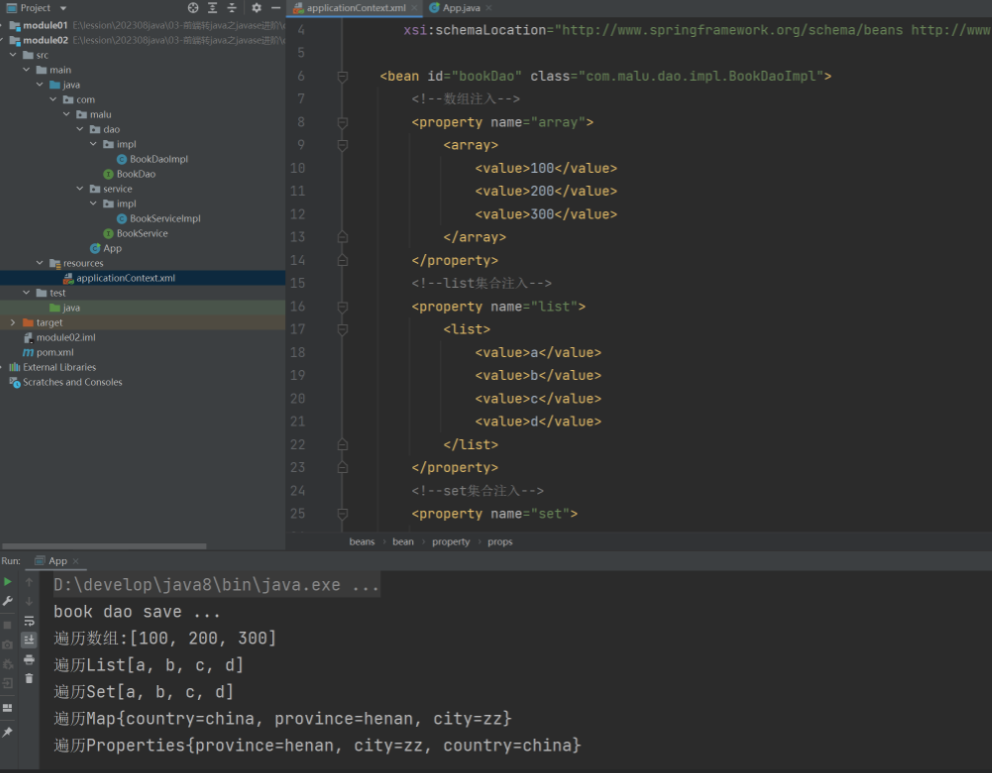 Project
module01 E:\lession\202308java\03-前端转java之javase进阶\
module02 E:\lession\202308java\03-前端转java之javase进阶\
src
main
java
com
malu
dao
impl
BookDaoImpl
BookDao
service
impl
BookServiceImpl
BookService
App
resources
applicationContext.xml
test
java
target
module02.iml
pom.xml
External Libraries
Scratches and Consoles
applicationContext.xml
App.java
4 xsi:schemaLocation="http://www.springframework.org/schema/beans http://www
5
6 <bean id="bookDao" class="com.malu.dao.impl.BookDaoImpl">
7 <!--数组注入-->
8 <property name="array">
9 <array>
10 <value>100</value>
11 <value>200</value>
12 <value>300</value>
13 </array>
14 </property>
15 <!--list集合注入-->
16 <property name="list">
17 <list>
18 <value>a</value>
19 <value>b</value>
20 <value>c</value>
21 <value>d</value>
22 </list>
23 </property>
24 <!--set集合注入-->
25 <property name="set">
beans › bean › property › props
Run: App
D:\develop\java8\bin\java.exe ...
book dao save ...
遍历数组:[100, 200, 300]
遍历List[a, b, c, d]
遍历Set[a, b, c, d]
遍历Map{country=china, province=henan, city=zz}
遍历Properties{province=henan, city=zz, country=china}